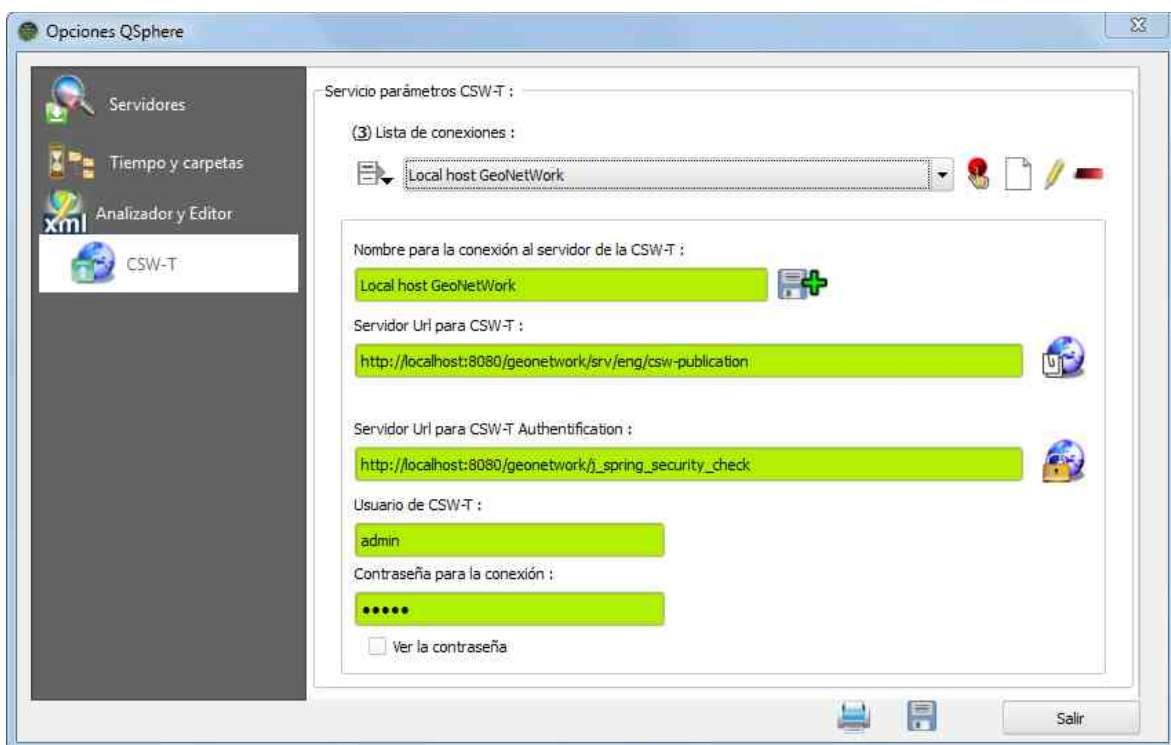 Opciones QSphere
Servidores
Tiempo y carpetas
xml
Analizador y Editor
CSW-T
Servicio parámetros CSW-T :
(3) Lista de conexiones :
Local host GeoNetWork
Nombre para la conexión al servidor de la CSW-T :
Local host GeoNetWork
Servidor Url para CSW-T :
http://localhost:8080/geonetwork/srv/eng/csw-publication
Servidor Url para CSW-T Authentification :
http://localhost:8080/geonetwork/j_spring_security_check
Usuario de CSW-T :
admin
Contraseña para la conexión :
•••••
Ver la contraseña
Salir